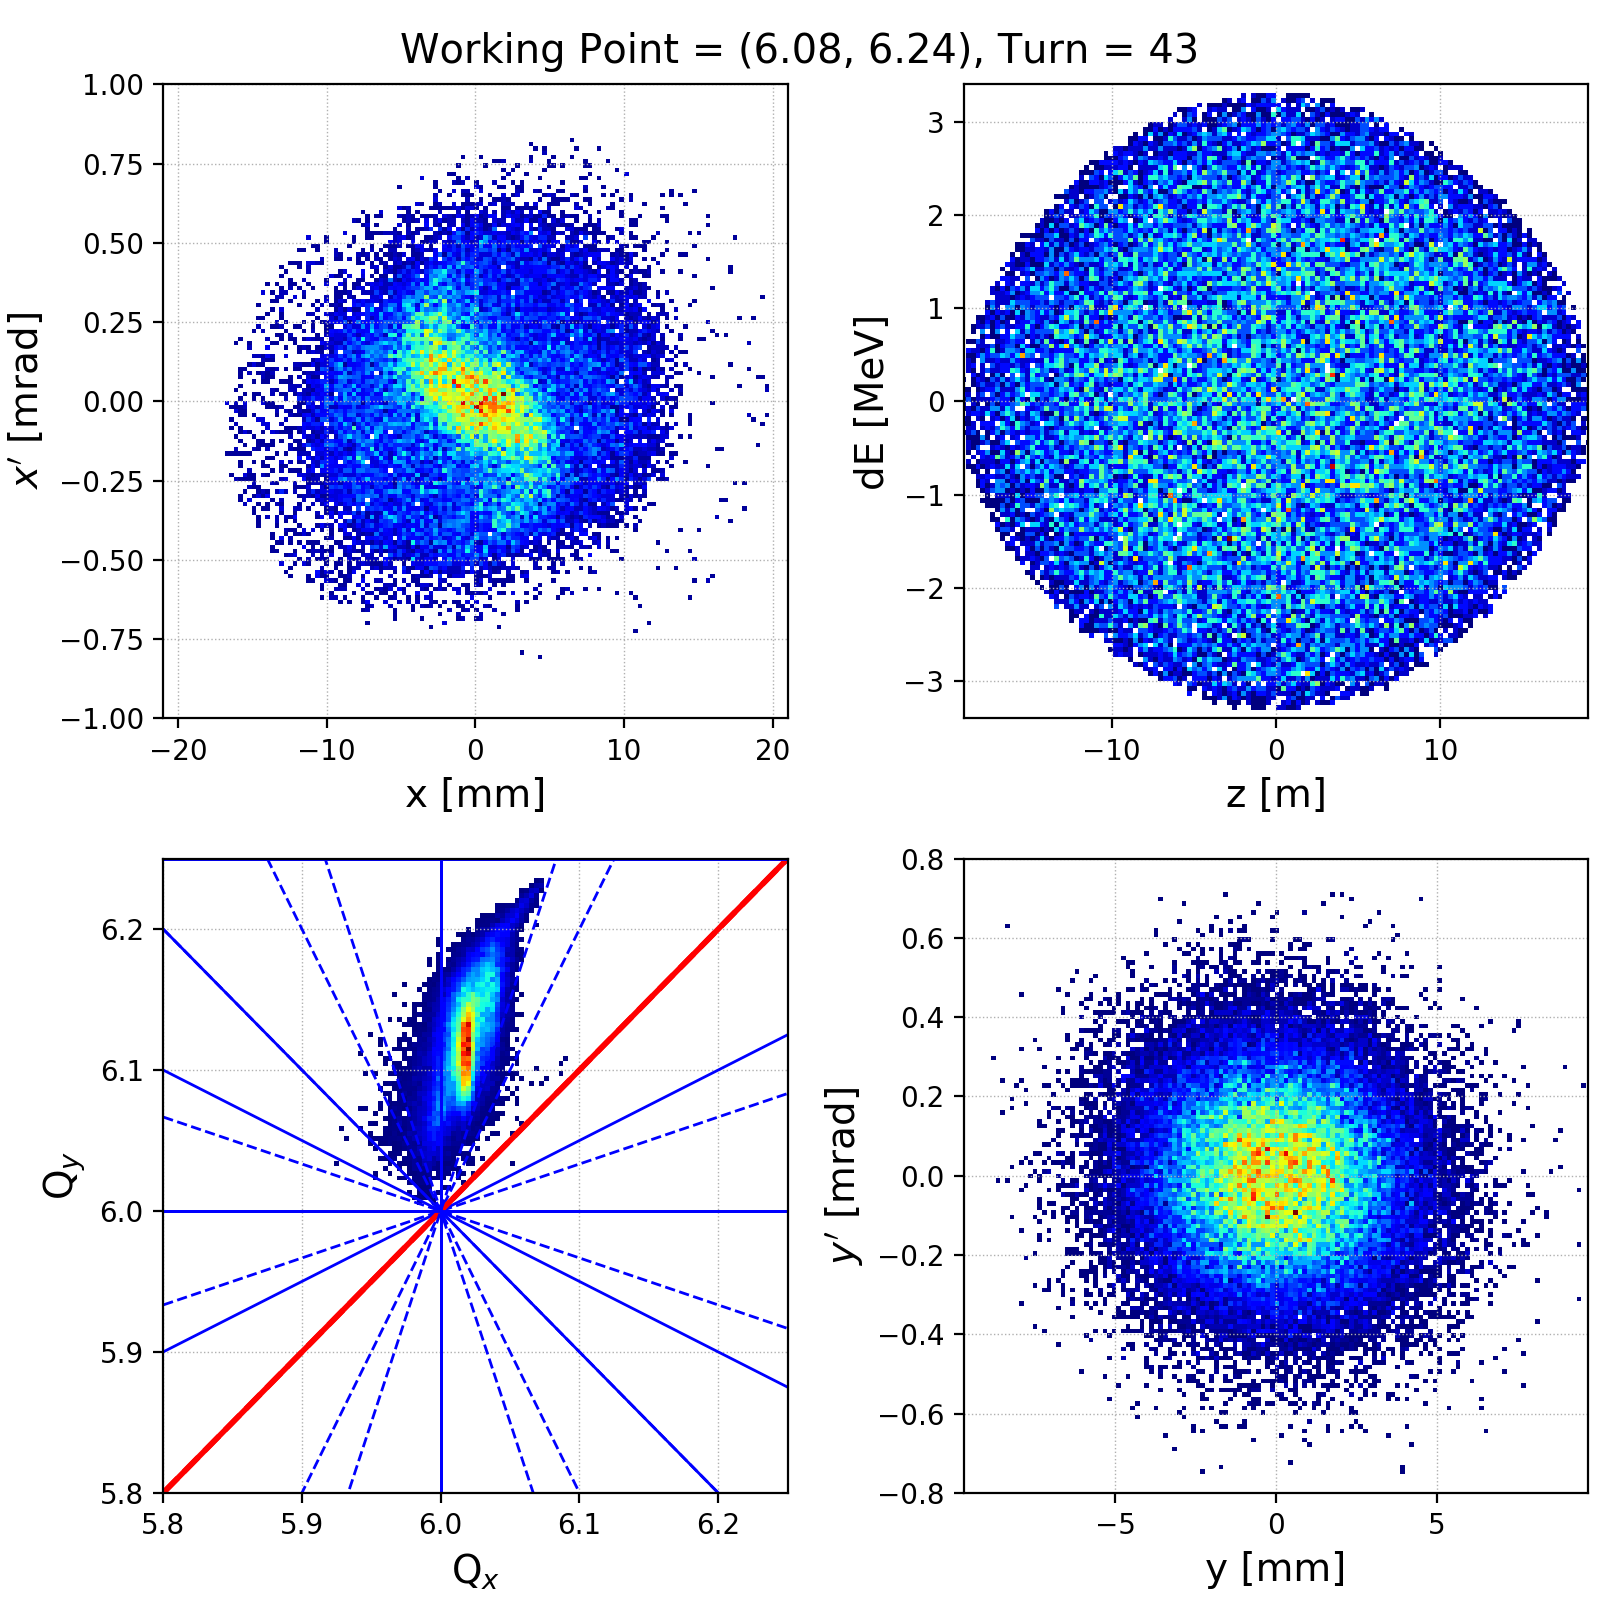 Working Point = (6.08, 6.24), Turn = 43
1.00
0.75
0.50
0.25
0.00
−0.25
−0.50
−0.75
−1.00
x′ [mrad]
−20 −10 0 10 20
x [mm]
3
2
1
0
−1
−2
−3
dE [MeV]
−10 0 10
z [m]
6.2
6.1
6.0
5.9
5.8
Qy
5.8 5.9 6.0 6.1 6.2
Qx
0.8
0.6
0.4
0.2
0.0
−0.2
−0.4
−0.6
−0.8
y′ [mrad]
−5 0 5
y [mm]